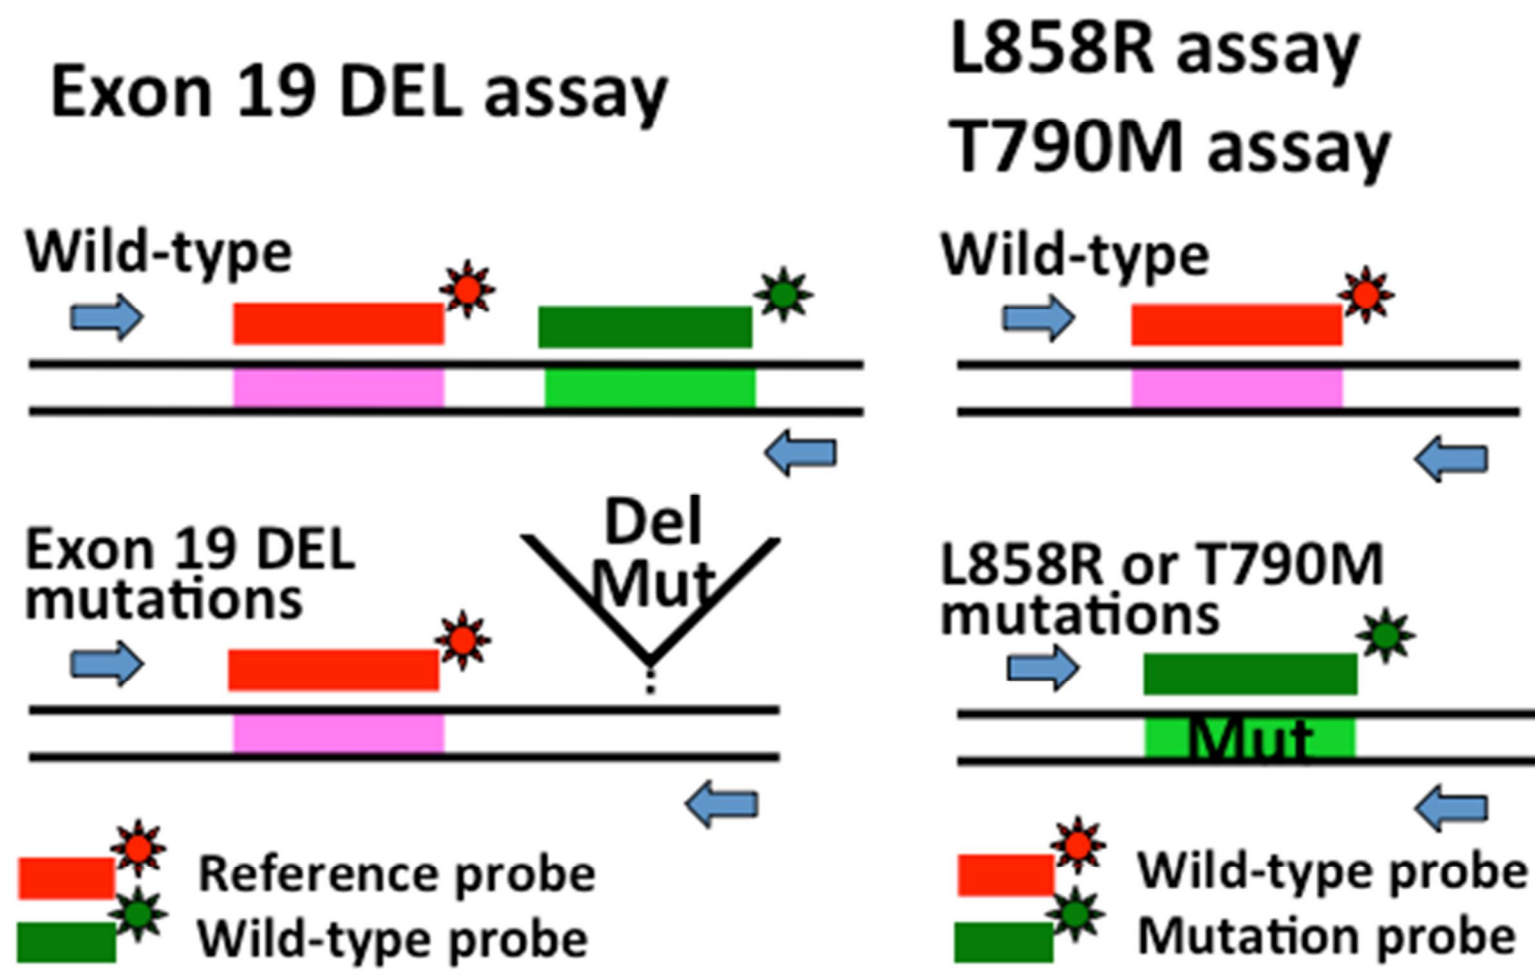 Exon 19 DEL assay
Wild-type
Exon 19 DEL
mutations
Del
Mut
Reference probe
Wild-type probe
L858R assay
T790M assay
Wild-type
L858R or T790M
mutations
Mut
Wild-type probe
Mutation probe